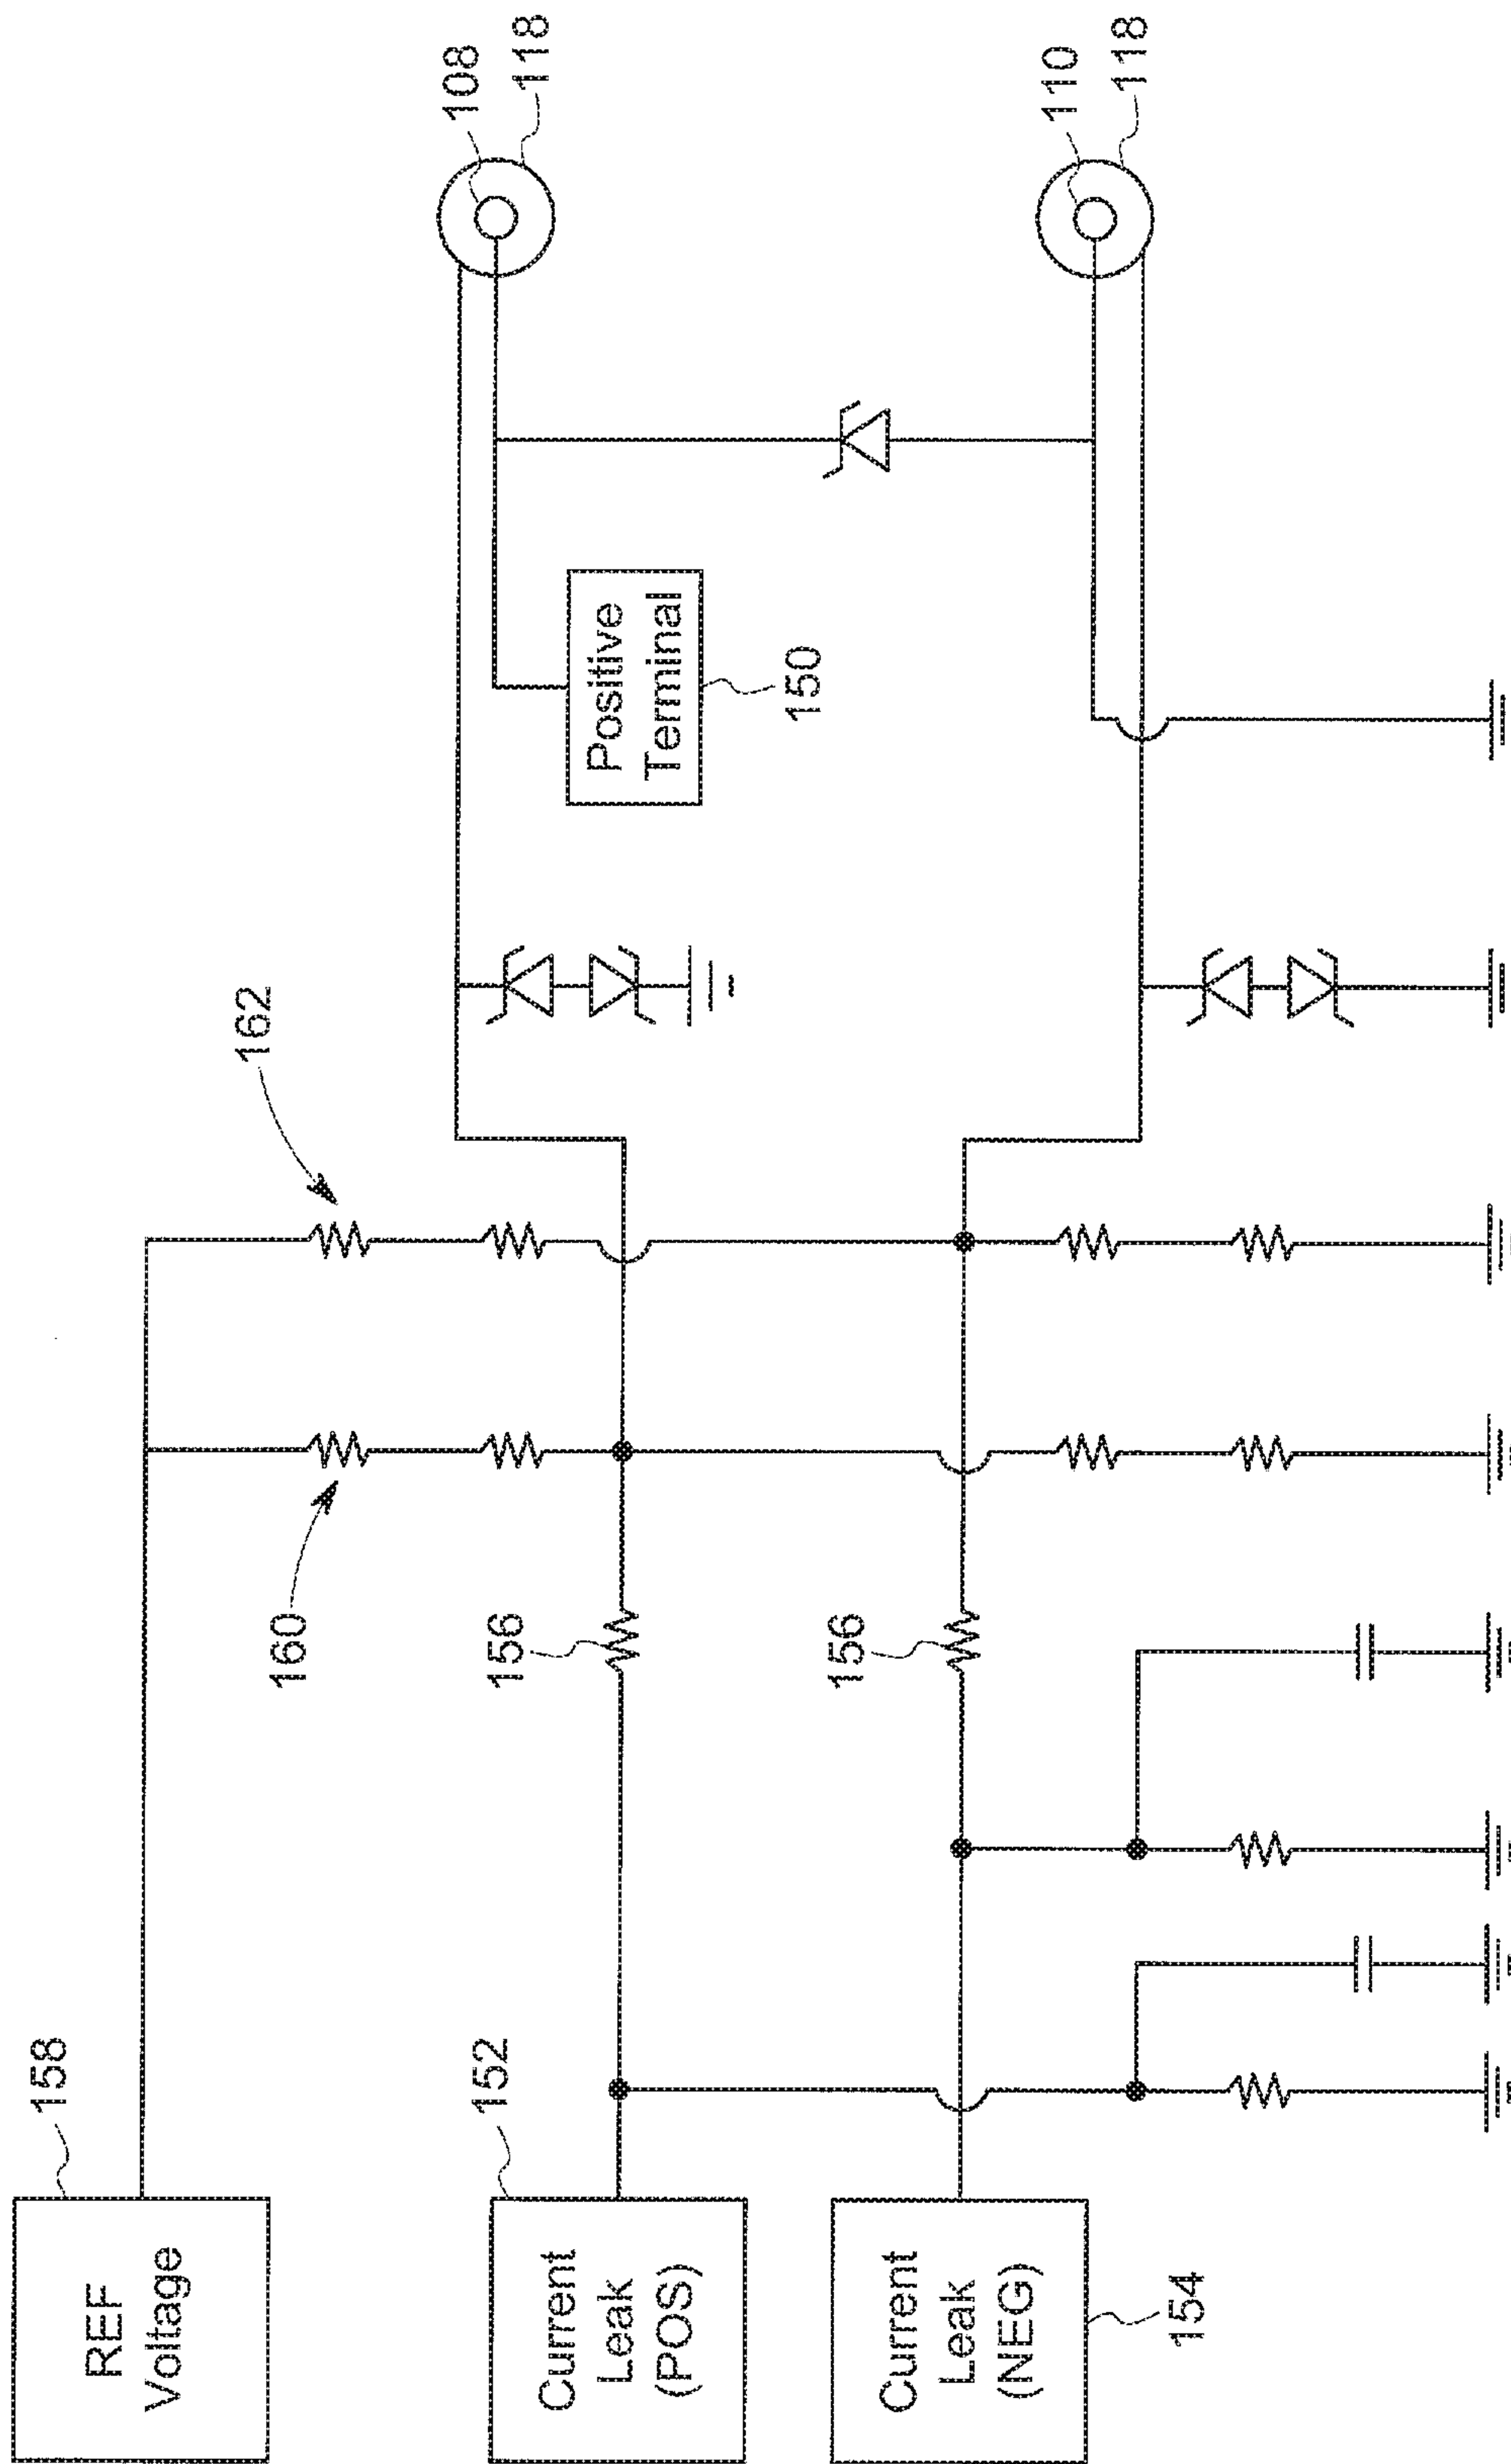 158
REF
Voltage
152
Current
Leak
(POS)
Current
Leak
(NEG)
154
160
156
156
162
Positive
Terminal
150
108
118
110
118